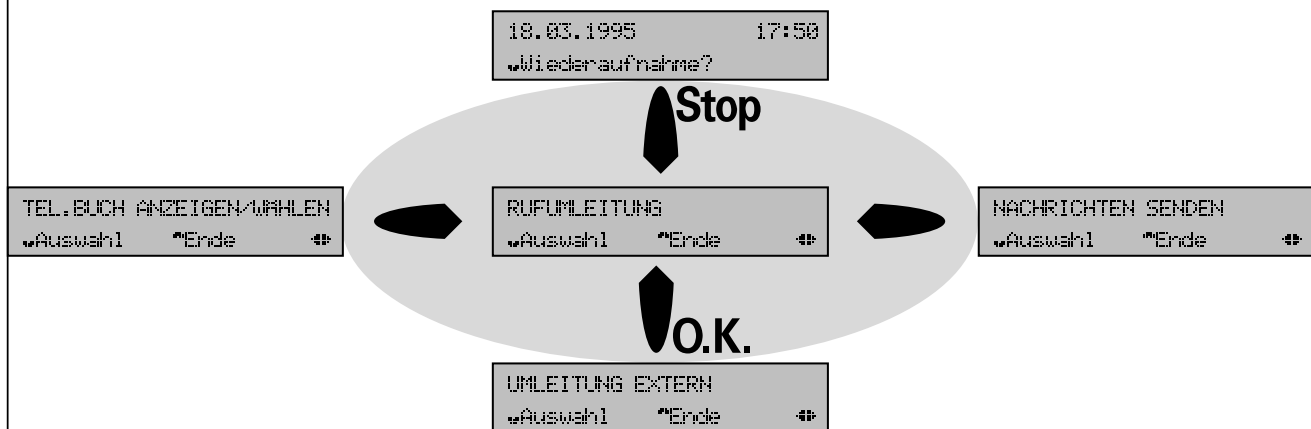 18.03.1995 17:50
Wiederaufnahme?
Stop
TEL.BUCH ANZEIGEN/WÄHLEN
Auswahl Ende
RUFUMLEITUNG
Auswahl Ende
NACHRICHTEN SENDEN
Auswahl Ende
O.K.
UMLEITUNG EXTERN
Auswahl Ende